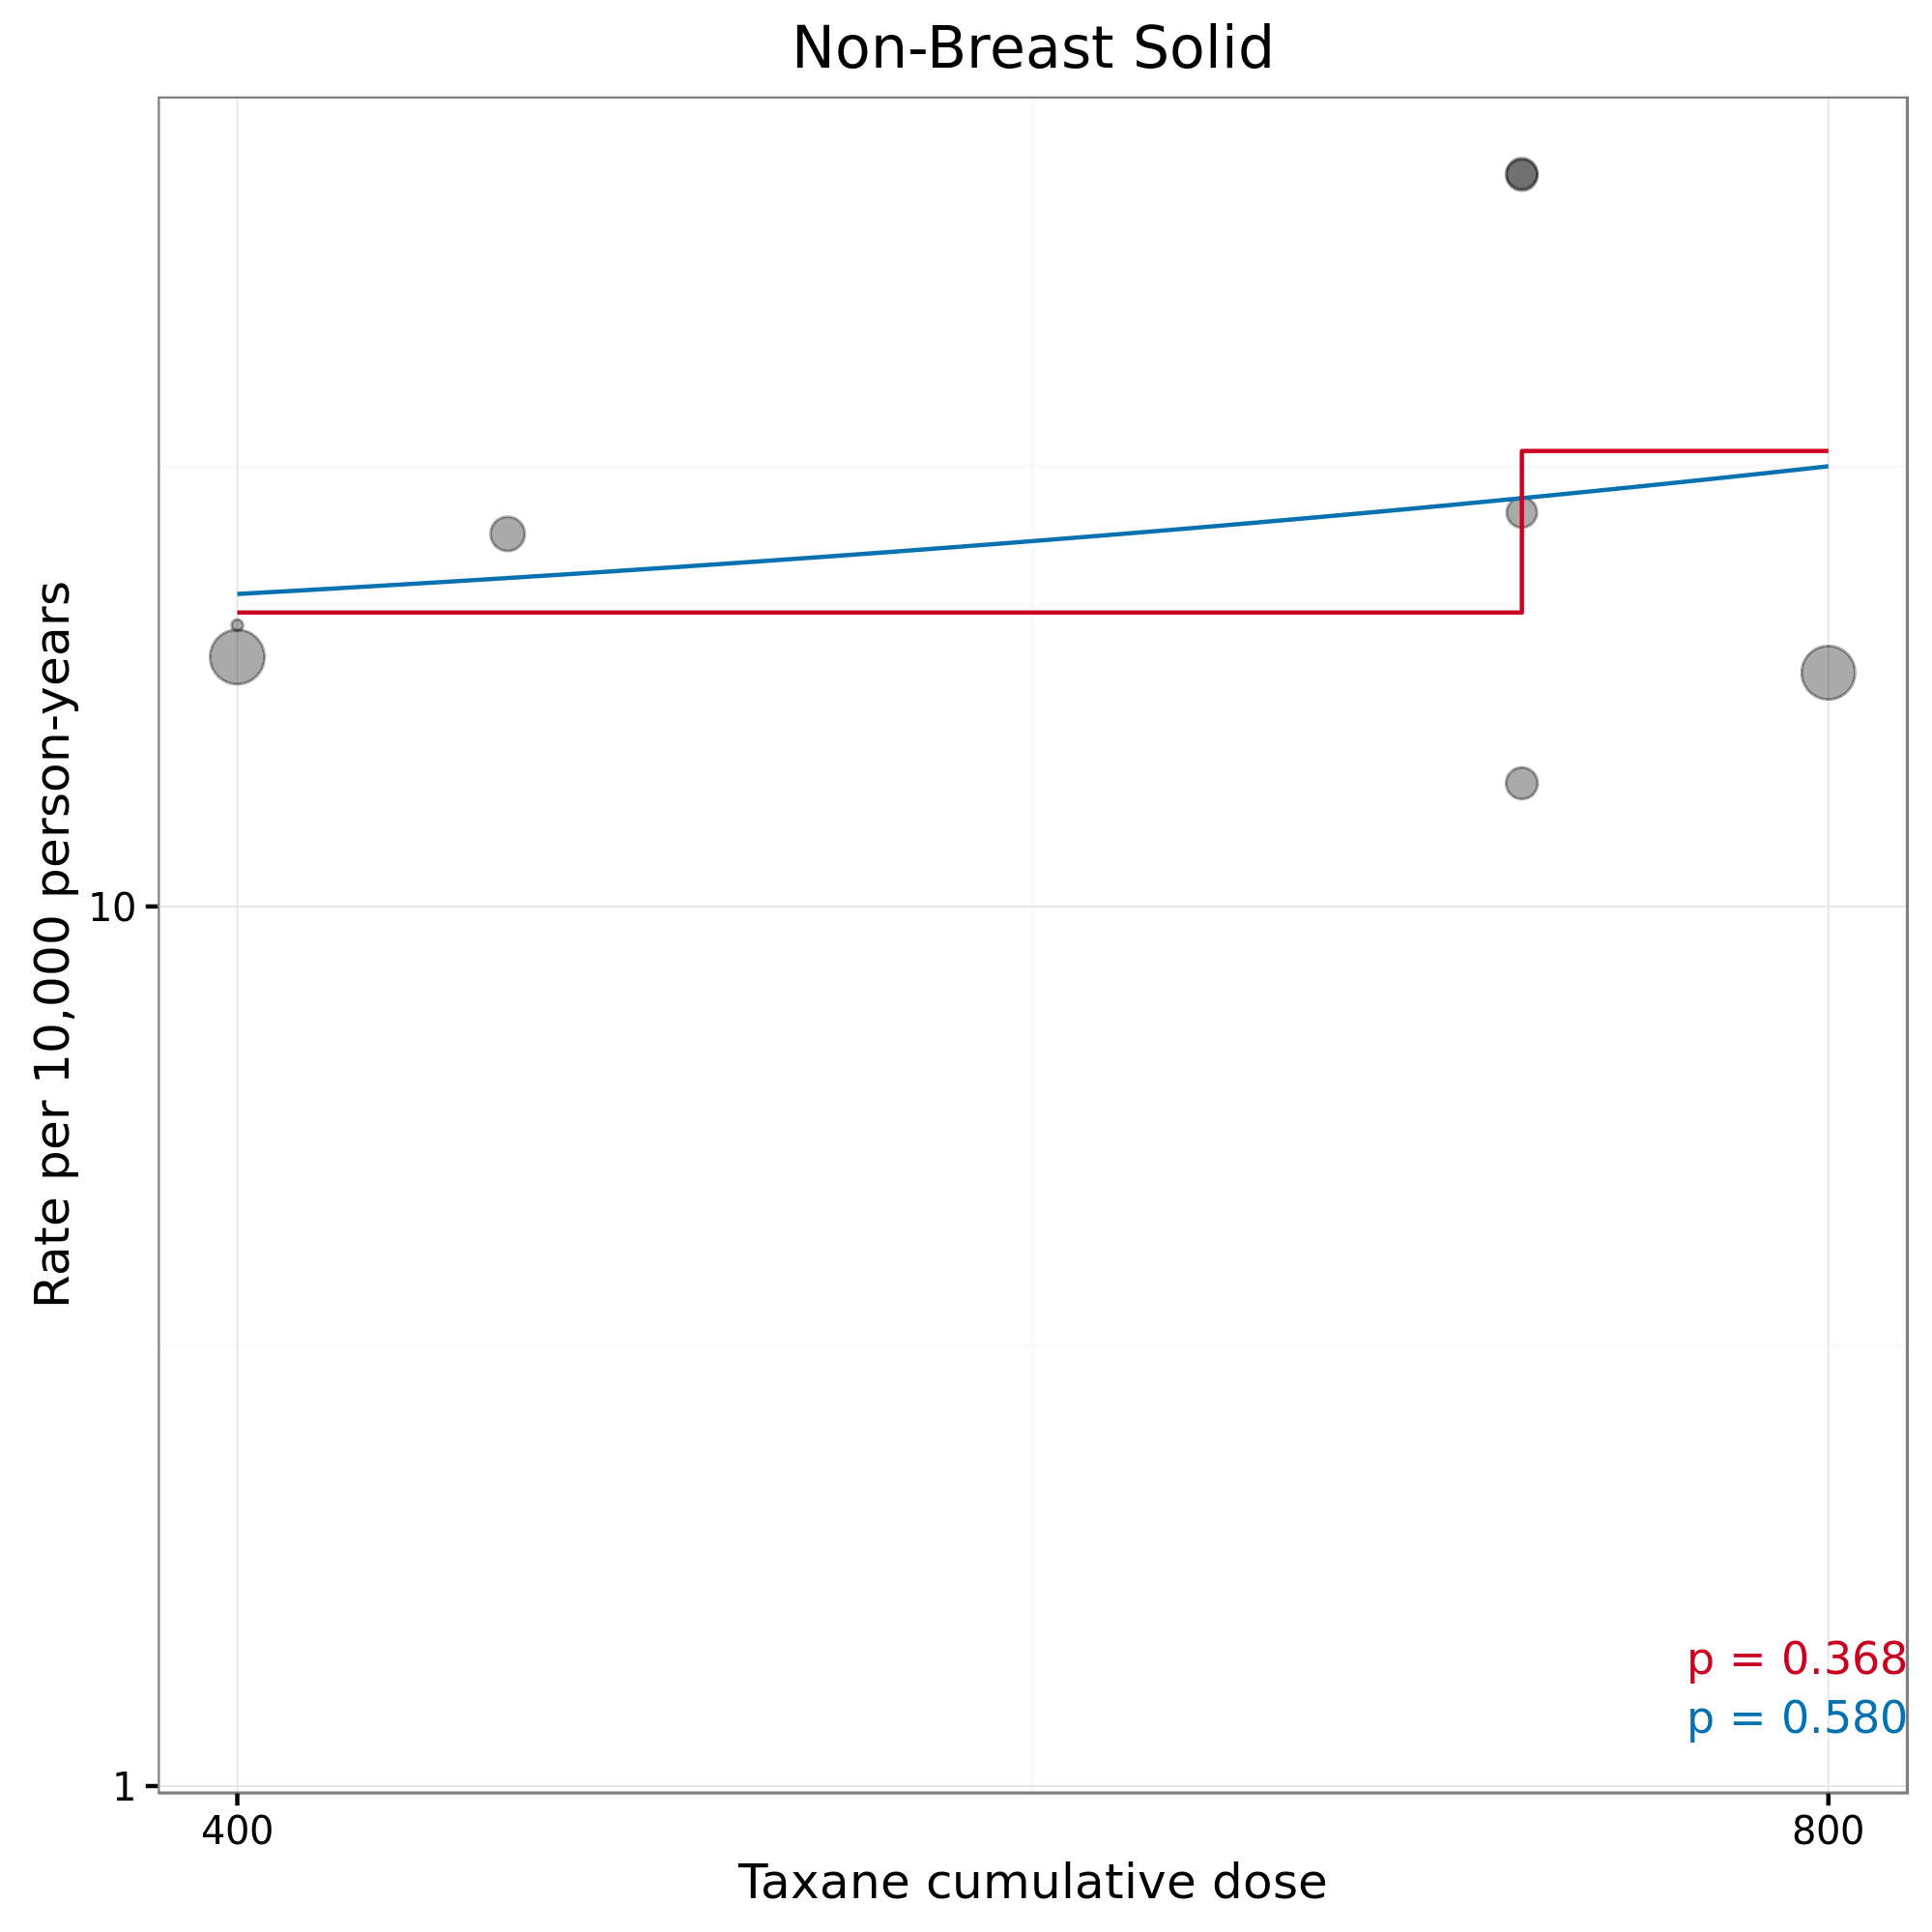 Non-Breast Solid
Rate per 10,000 person-years
10
1
p = 0.368
p = 0.580
400
800
Taxane cumulative dose